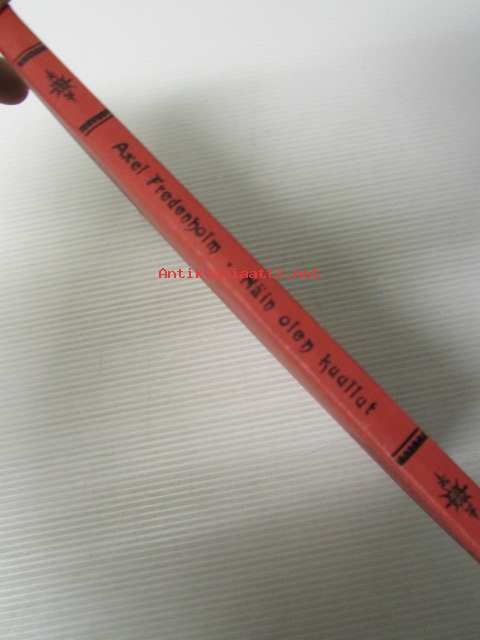 Axel Fredenholm · Näin olen kuullut
Antikvariaatti.net